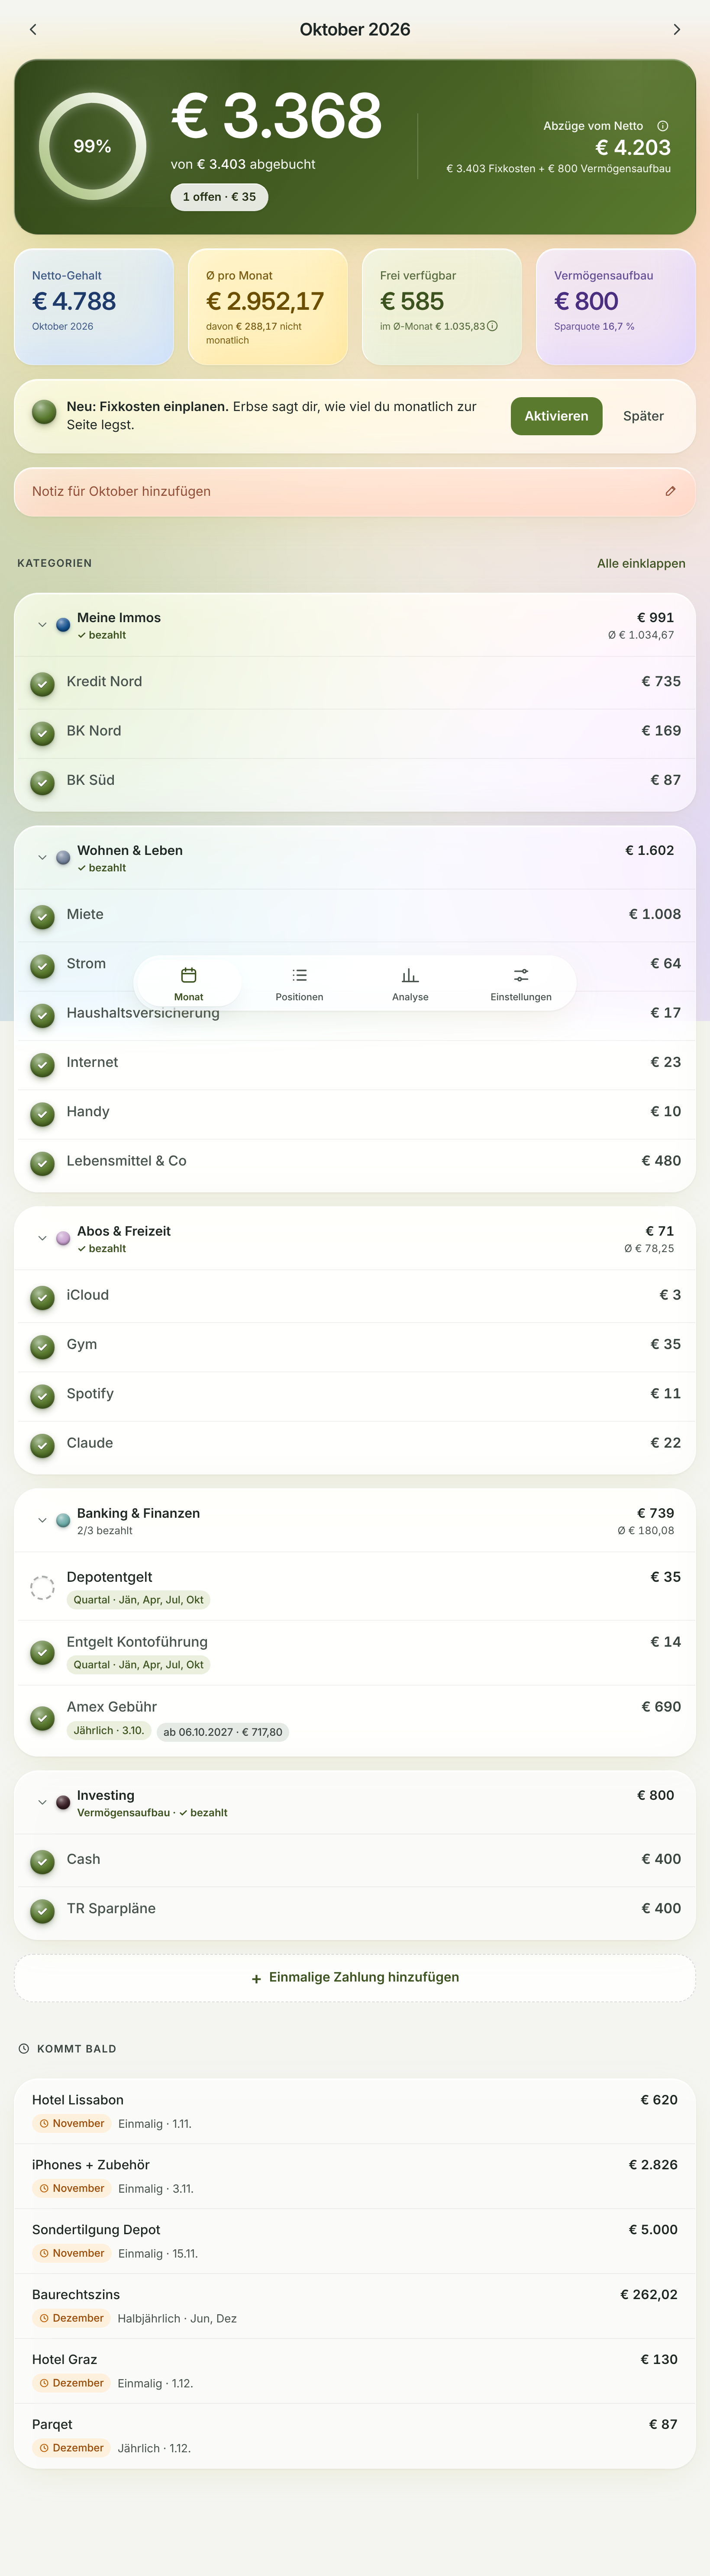 Oktober 2026
99%
€ 3.368
von € 3.403 abgebucht
1 offen · € 35
Abzüge vom Netto
€ 4.203
€ 3.403 Fixkosten + € 800 Vermögensaufbau
Netto-Gehalt
€ 4.788
Oktober 2026
Ø pro Monat
€ 2.952,17
davon € 288,17 nicht
monatlich
Frei verfügbar
€ 585
im Ø-Monat € 1.035,83
Vermögensaufbau
€ 800
Sparquote 16,7 %
Neu: Fixkosten einplanen. Erbse sagt dir, wie viel du monatlich zur
Seite legst.
Aktivieren
Später
Notiz für Oktober hinzufügen
KATEGORIEN
Alle einklappen
Meine Immos
€ 991
✓ bezahlt
Ø € 1.034,67
Kredit Nord
€ 735
BK Nord
€ 169
BK Süd
€ 87
Wohnen & Leben
€ 1.602
✓ bezahlt
Miete
€ 1.008
Strom
€ 64
Monat
Positionen
Analyse
Einstellungen
Haushaltsversicherung
€ 17
Internet
€ 23
Handy
€ 10
Lebensmittel & Co
€ 480
Abos & Freizeit
€ 71
✓ bezahlt
Ø € 78,25
iCloud
€ 3
Gym
€ 35
Spotify
€ 11
Claude
€ 22
Banking & Finanzen
€ 739
2/3 bezahlt
Ø € 180,08
Depotentgelt
€ 35
Quartal · Jän, Apr, Jul, Okt
Entgelt Kontoführung
€ 14
Quartal · Jän, Apr, Jul, Okt
Amex Gebühr
€ 690
Jährlich · 3.10.
ab 06.10.2027 · € 717,80
Investing
€ 800
Vermögensaufbau · ✓ bezahlt
Cash
€ 400
TR Sparpläne
€ 400
+ Einmalige Zahlung hinzufügen
KOMMT BALD
Hotel Lissabon
€ 620
November
Einmalig · 1.11.
iPhones + Zubehör
€ 2.826
November
Einmalig · 3.11.
Sondertilgung Depot
€ 5.000
November
Einmalig · 15.11.
Baurechtszins
€ 262,02
Dezember
Halbjährlich · Jun, Dez
Hotel Graz
€ 130
Dezember
Einmalig · 1.12.
Parqet
€ 87
Dezember
Jährlich · 1.12.